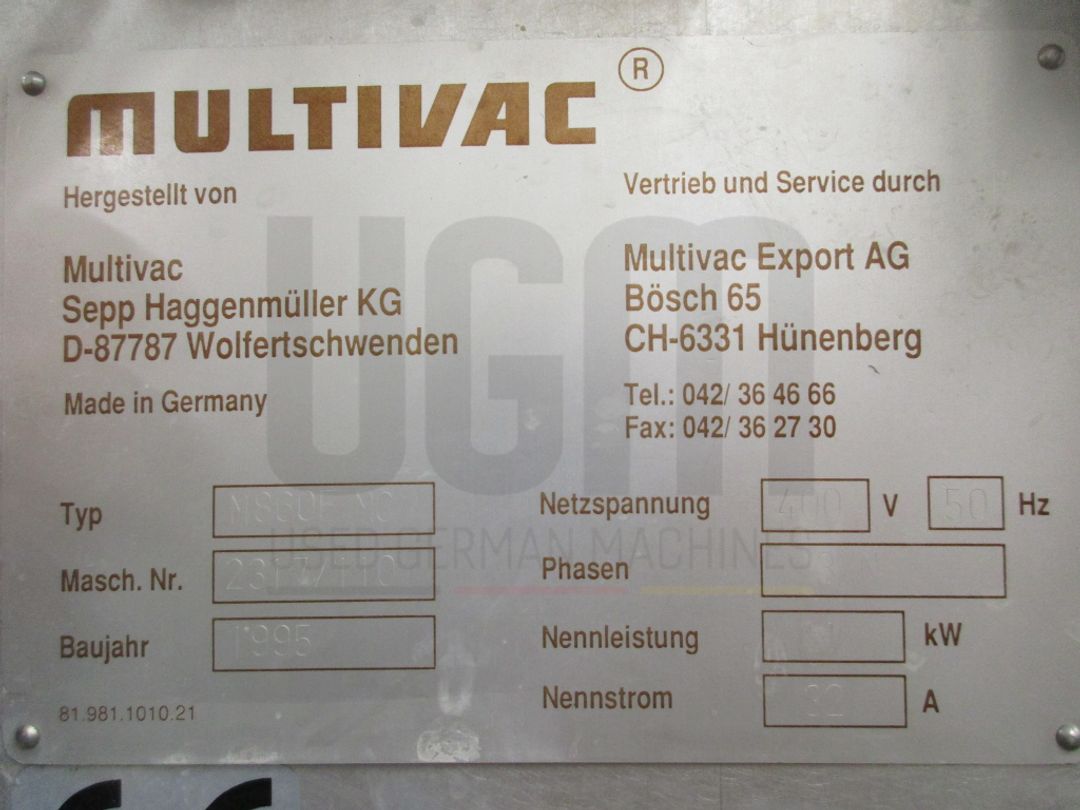 MULTIVAC ®
Hergestellt von
Multivac
Sepp Haggenmüller KG
D-87787 Wolfertschwenden
Made in Germany
Vertrieb und Service durch
Multivac Export AG
Bösch 65
CH-6331 Hünenberg
Tel.: 042/ 36 46 66
Fax: 042/ 36 27 30
Typ
Masch. Nr.
Baujahr 1995
81.981.1010.21
Netzspannung 400 V 50 Hz
Phasen
Nennleistung kW
Nennstrom A
UGM
USED GERMAN MACHINES